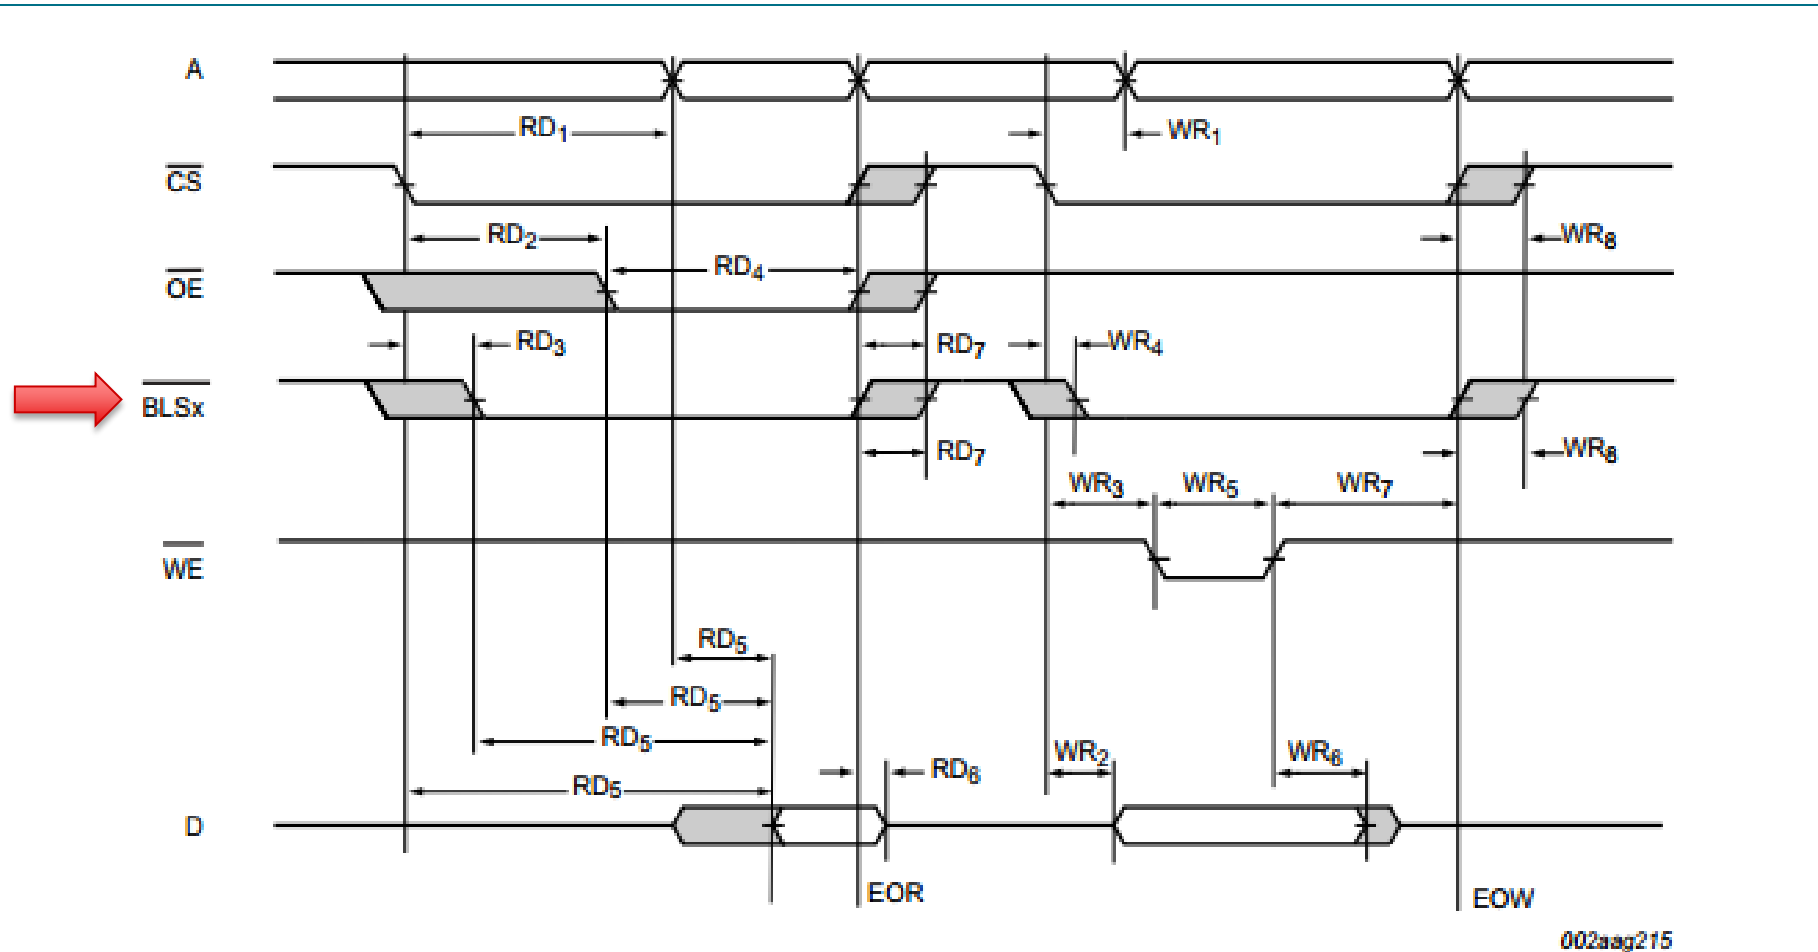 A
RD1
WR1
CS
RD2
WR8
OE
RD4
RD3
RD7
WR4
BLSx
RD7
WR8
WR3
WR5
WR7
WE
RD5
RD5
RD5
WR2
WR6
RD6
RD5
D
EOR
EOW
002aag215